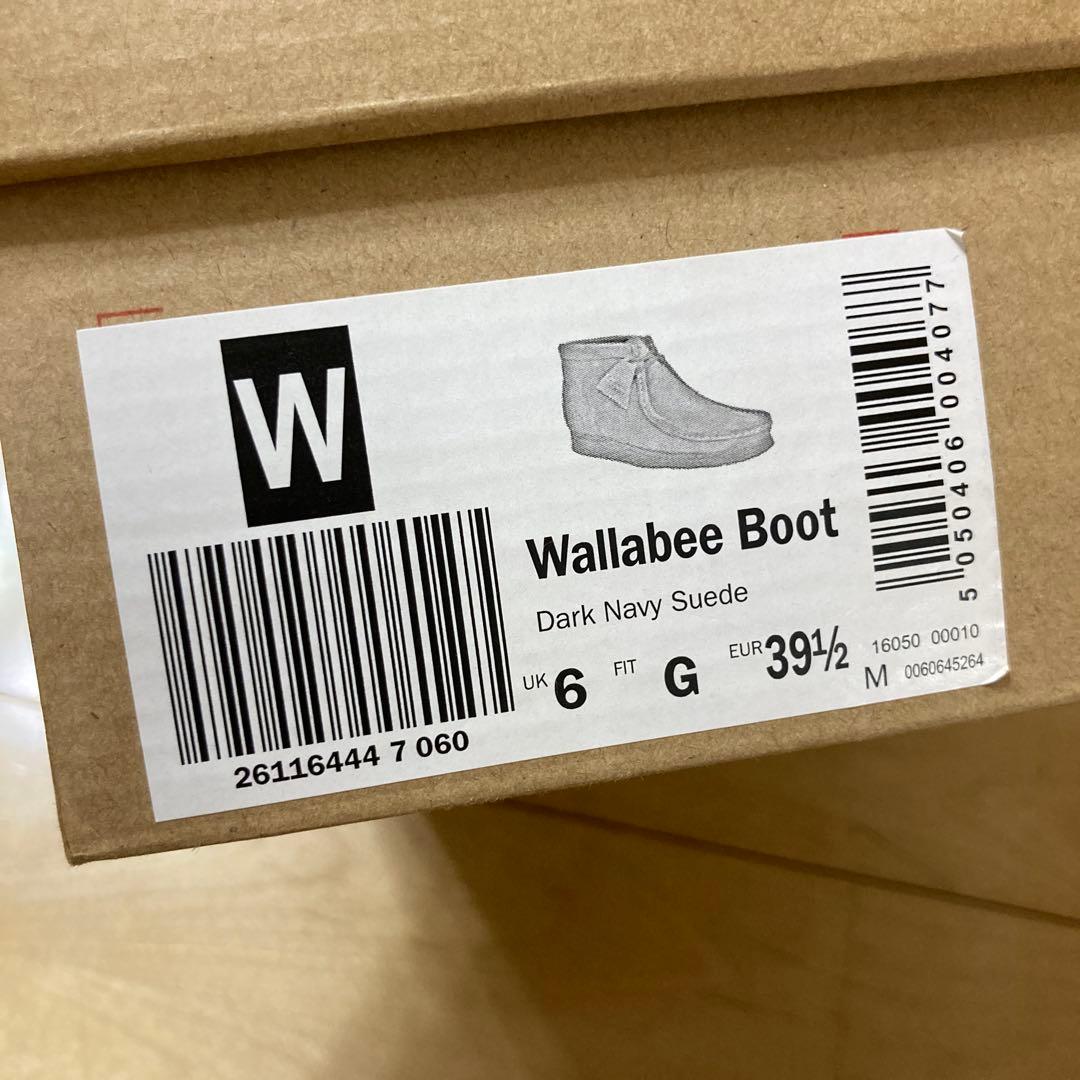 W
26116444 7 060
Wallabee Boot
Dark Navy Suede
UK 6 FIT G EUR 39½
16050 00010
M 0060645264
5 050406 004077